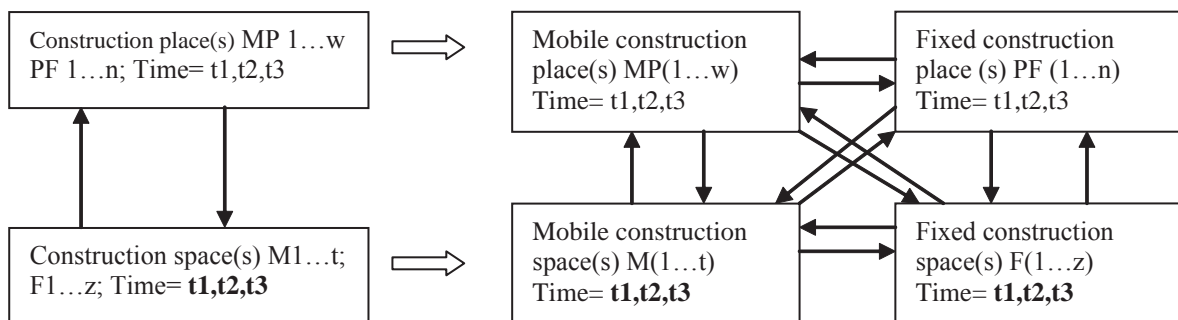 Construction place(s) MP 1…w
PF 1…n; Time= t1,t2,t3
Mobile construction
place(s) MP(1…w)
Time= t1,t2,t3
Fixed construction
place (s) PF (1…n)
Time= t1,t2,t3
Construction space(s) M1…t;
F1…z; Time= t1,t2,t3
Mobile construction
space(s) M(1…t)
Time= t1,t2,t3
Fixed construction
space(s) F(1…z)
Time= t1,t2,t3